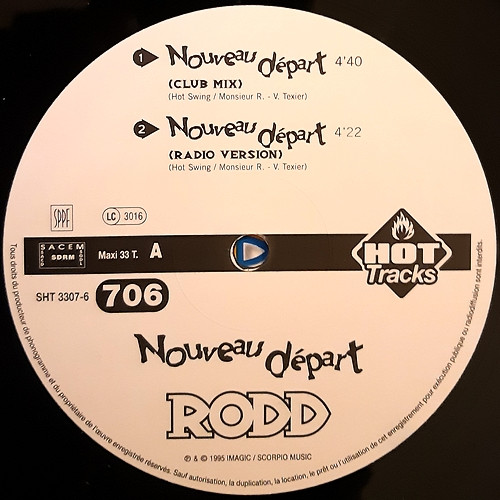 1 Nouveau départ 4'40
(CLUB MIX)
(Hot Swing / Monsieur R. - V. Texier)
2 Nouveau départ 4'22
(RADIO VERSION)
(Hot Swing / Monsieur R. - V. Texier)
SPPF
LC 3016
SACEM
SDRM
Maxi 33 T. A
HOT
Tracks
SHT 3307-6 706
Nouveau départ
RODD
℗ & © 1995 IMAGIC / SCORPIO MUSIC
Tous droits du producteur de phonogramme et du propriétaire de l'œuvre enregistrée réservés. Sauf autorisation, la duplication, la location, le prêt ou l'utilisation de cet enregistrement pour exécution publique ou radiodiffusion sont interdits.